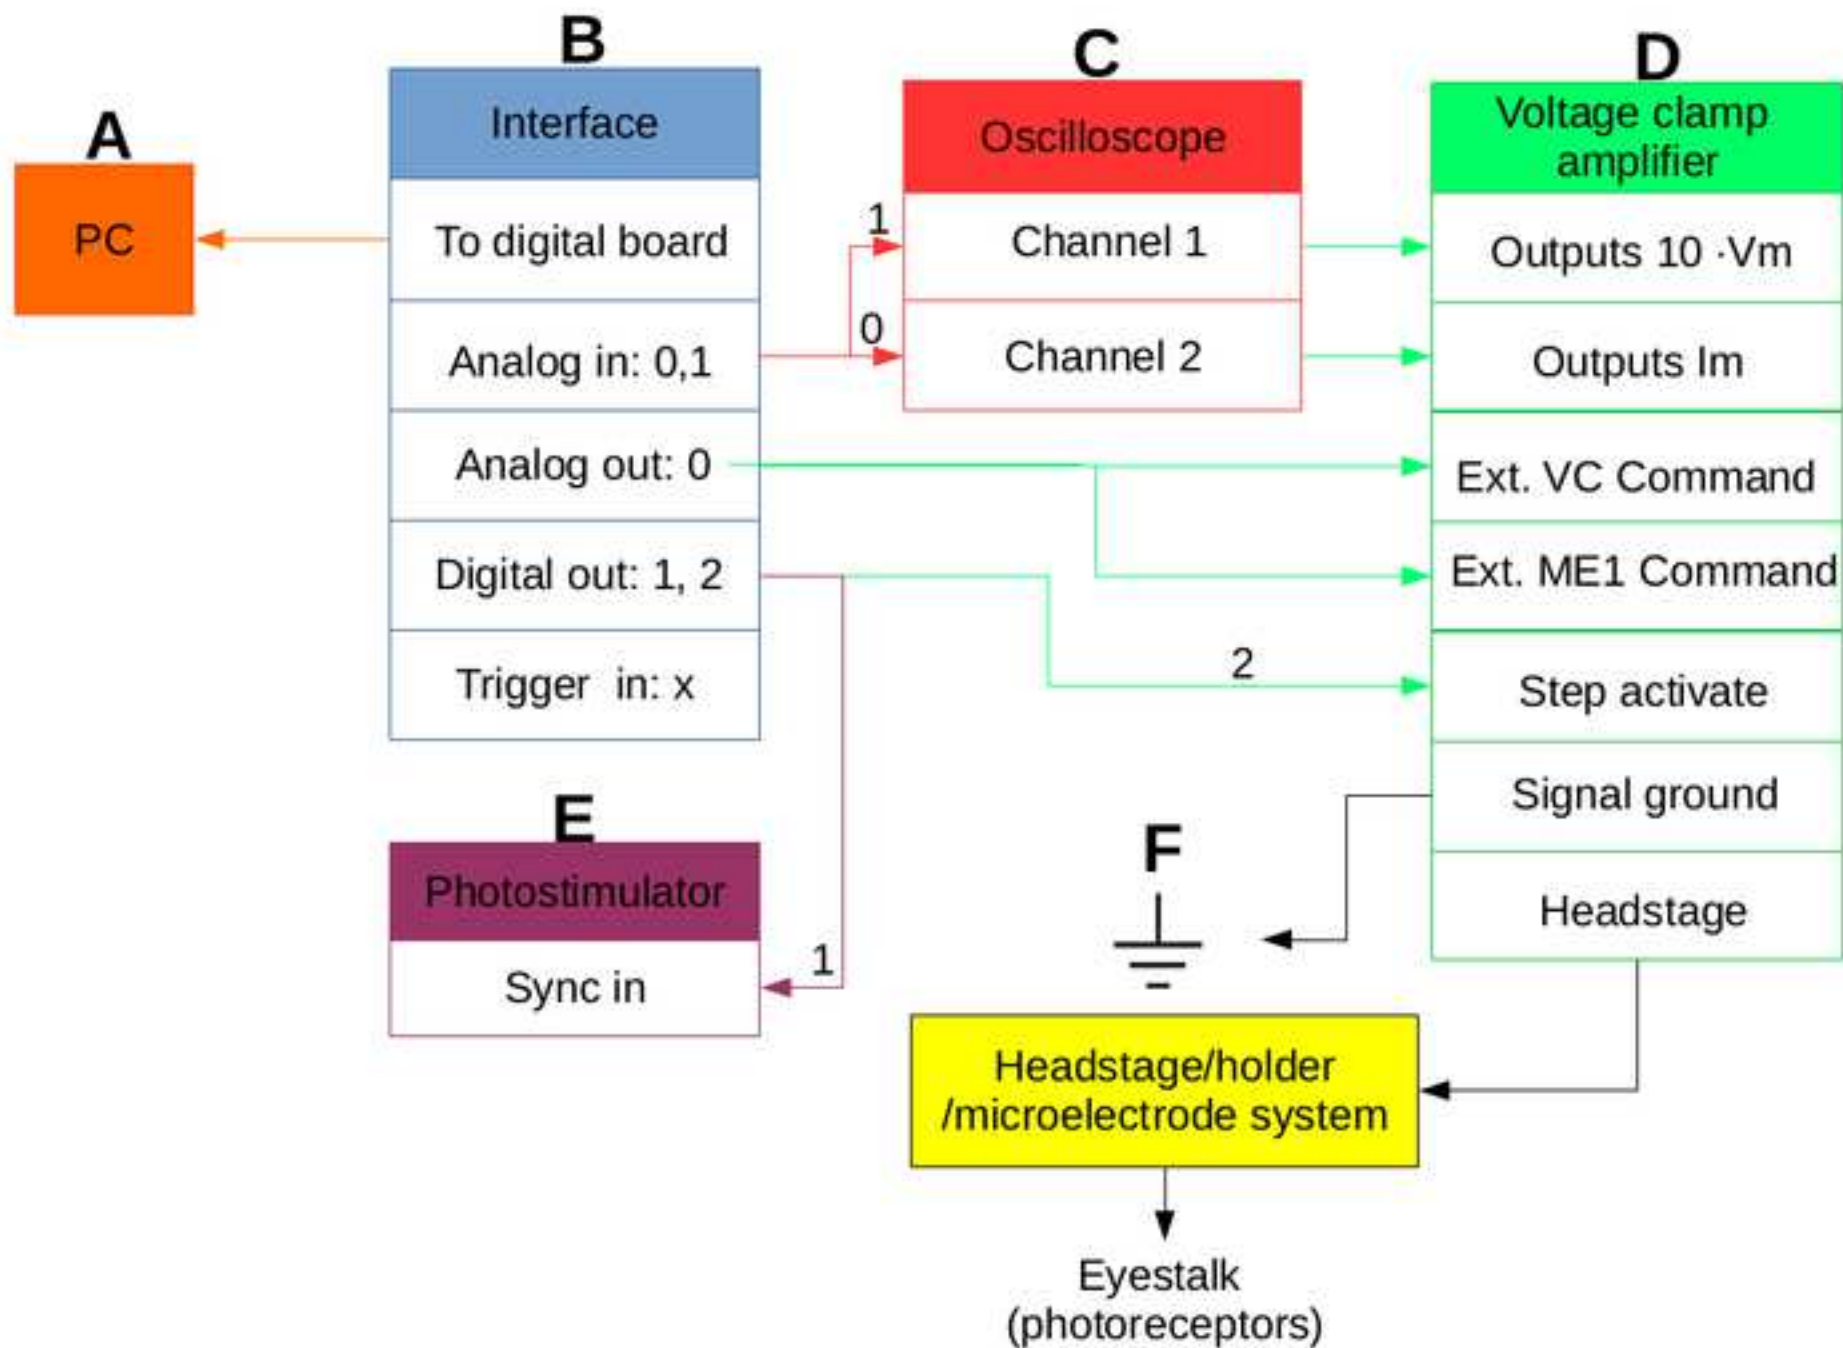 A
PC
B
Interface
To digital board
Analog in: 0,1
Analog out: 0
Digital out: 1, 2
Trigger in: x
C
Oscilloscope
1
Channel 1
0
Channel 2
D
Voltage clamp
amplifier
Outputs 10 ·Vm
Outputs Im
Ext. VC Command
Ext. ME1 Command
2
Step activate
Signal ground
Headstage
E
Photostimulator
Sync in
1
F
Headstage/holder
/microelectrode system
Eyestalk
(photoreceptors)